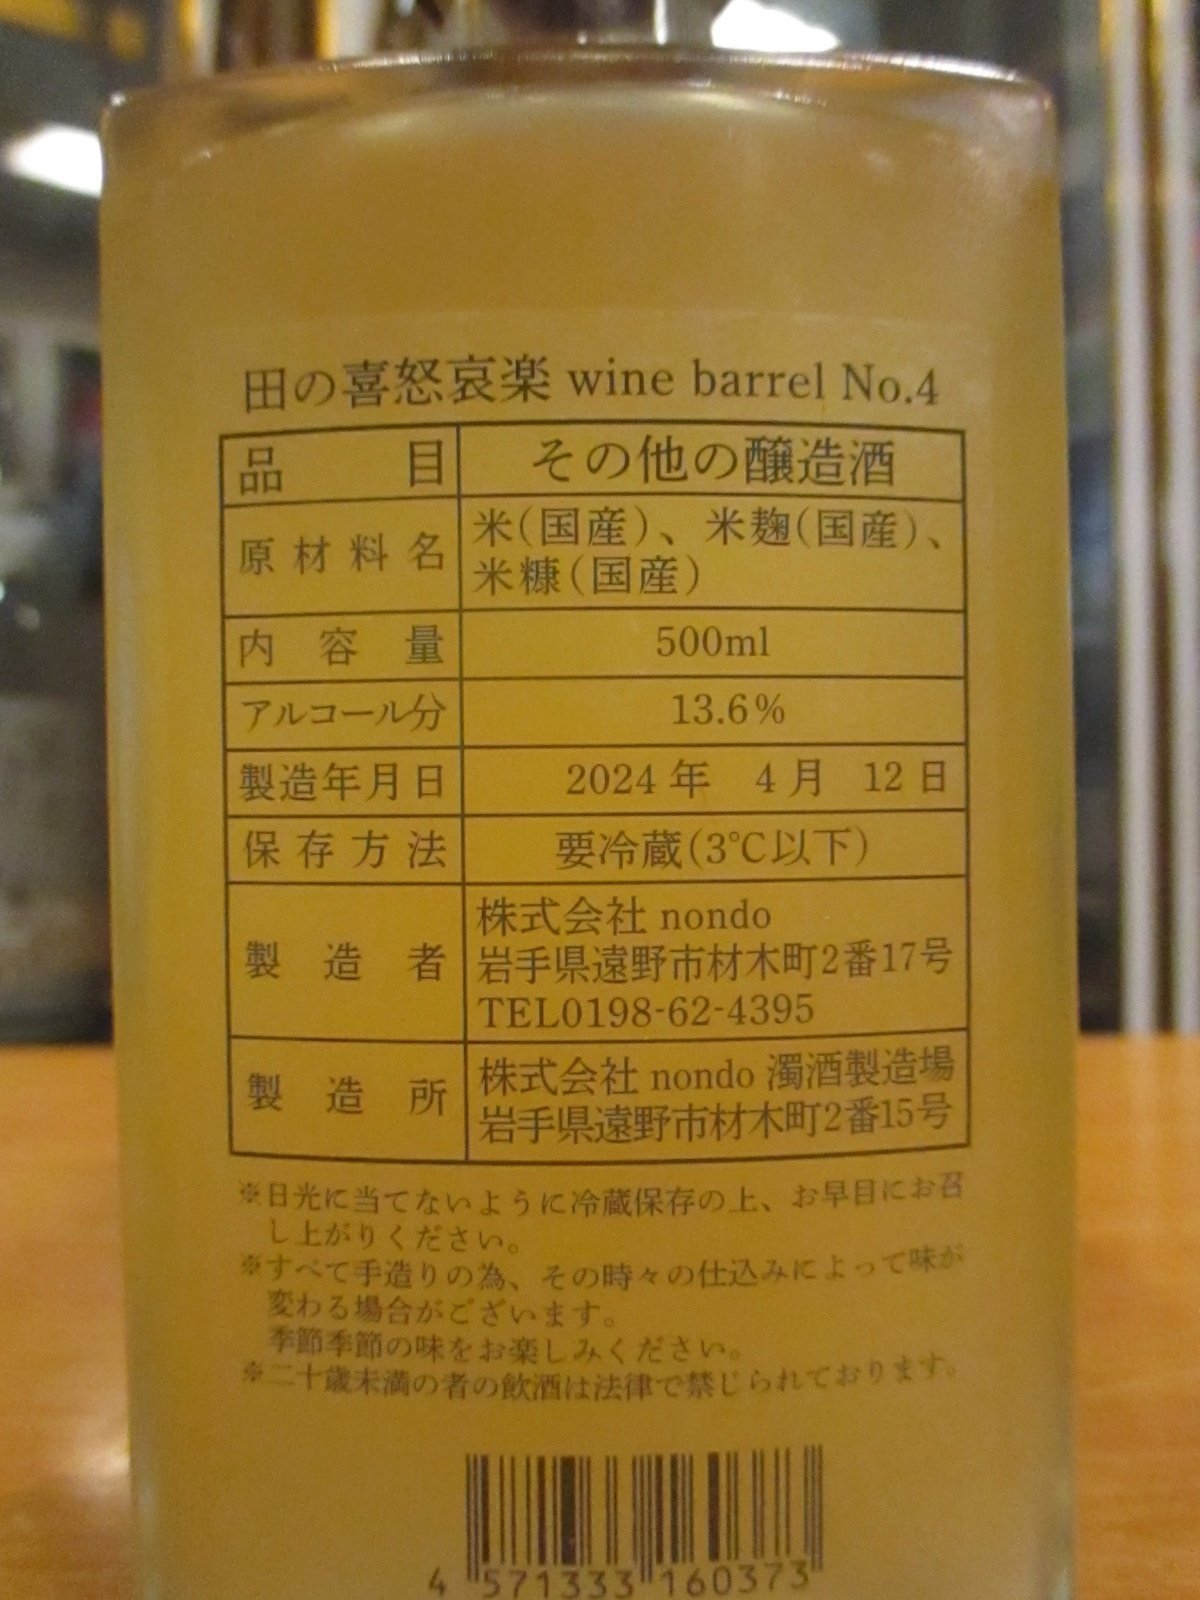 田の喜怒哀楽 wine barrel No.4
品目 その他の醸造酒
原材料名 米(国産)、米麹(国産)、
米糠(国産)
内容量 500ml
アルコール分 13.6%
製造年月日 2024年 4月 12日
保存方法 要冷蔵(3℃以下)
製造者 株式会社 nondo
岩手県遠野市材木町2番17号
TEL0198-62-4395
製造所 株式会社 nondo 濁酒製造場
岩手県遠野市材木町2番15号
※日光に当てないように冷蔵保存の上、お早目にお召
し上がりください。
※すべて手造りの為、その時々の仕込みによって味が
変わる場合がございます。
季節季節の味をお楽しみください。
※二十歳未満の者の飲酒は法律で禁じられております。
4 571333 160373